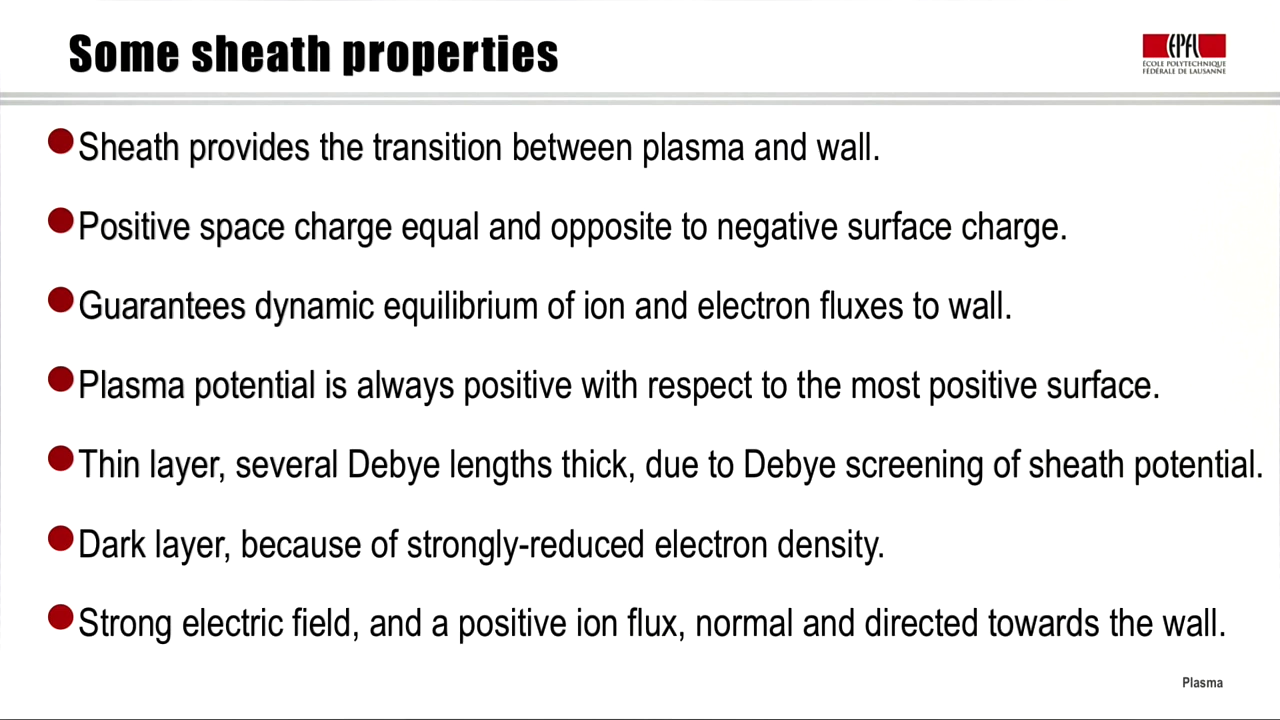 Some sheath properties
EPFL
ÉCOLE POLYTECHNIQUE
FÉDÉRALE DE LAUSANNE
Sheath provides the transition between plasma and wall.
Positive space charge equal and opposite to negative surface charge.
Guarantees dynamic equilibrium of ion and electron fluxes to wall.
Plasma potential is always positive with respect to the most positive surface.
Thin layer, several Debye lengths thick, due to Debye screening of sheath potential.
Dark layer, because of strongly-reduced electron density.
Strong electric field, and a positive ion flux, normal and directed towards the wall.
Plasma